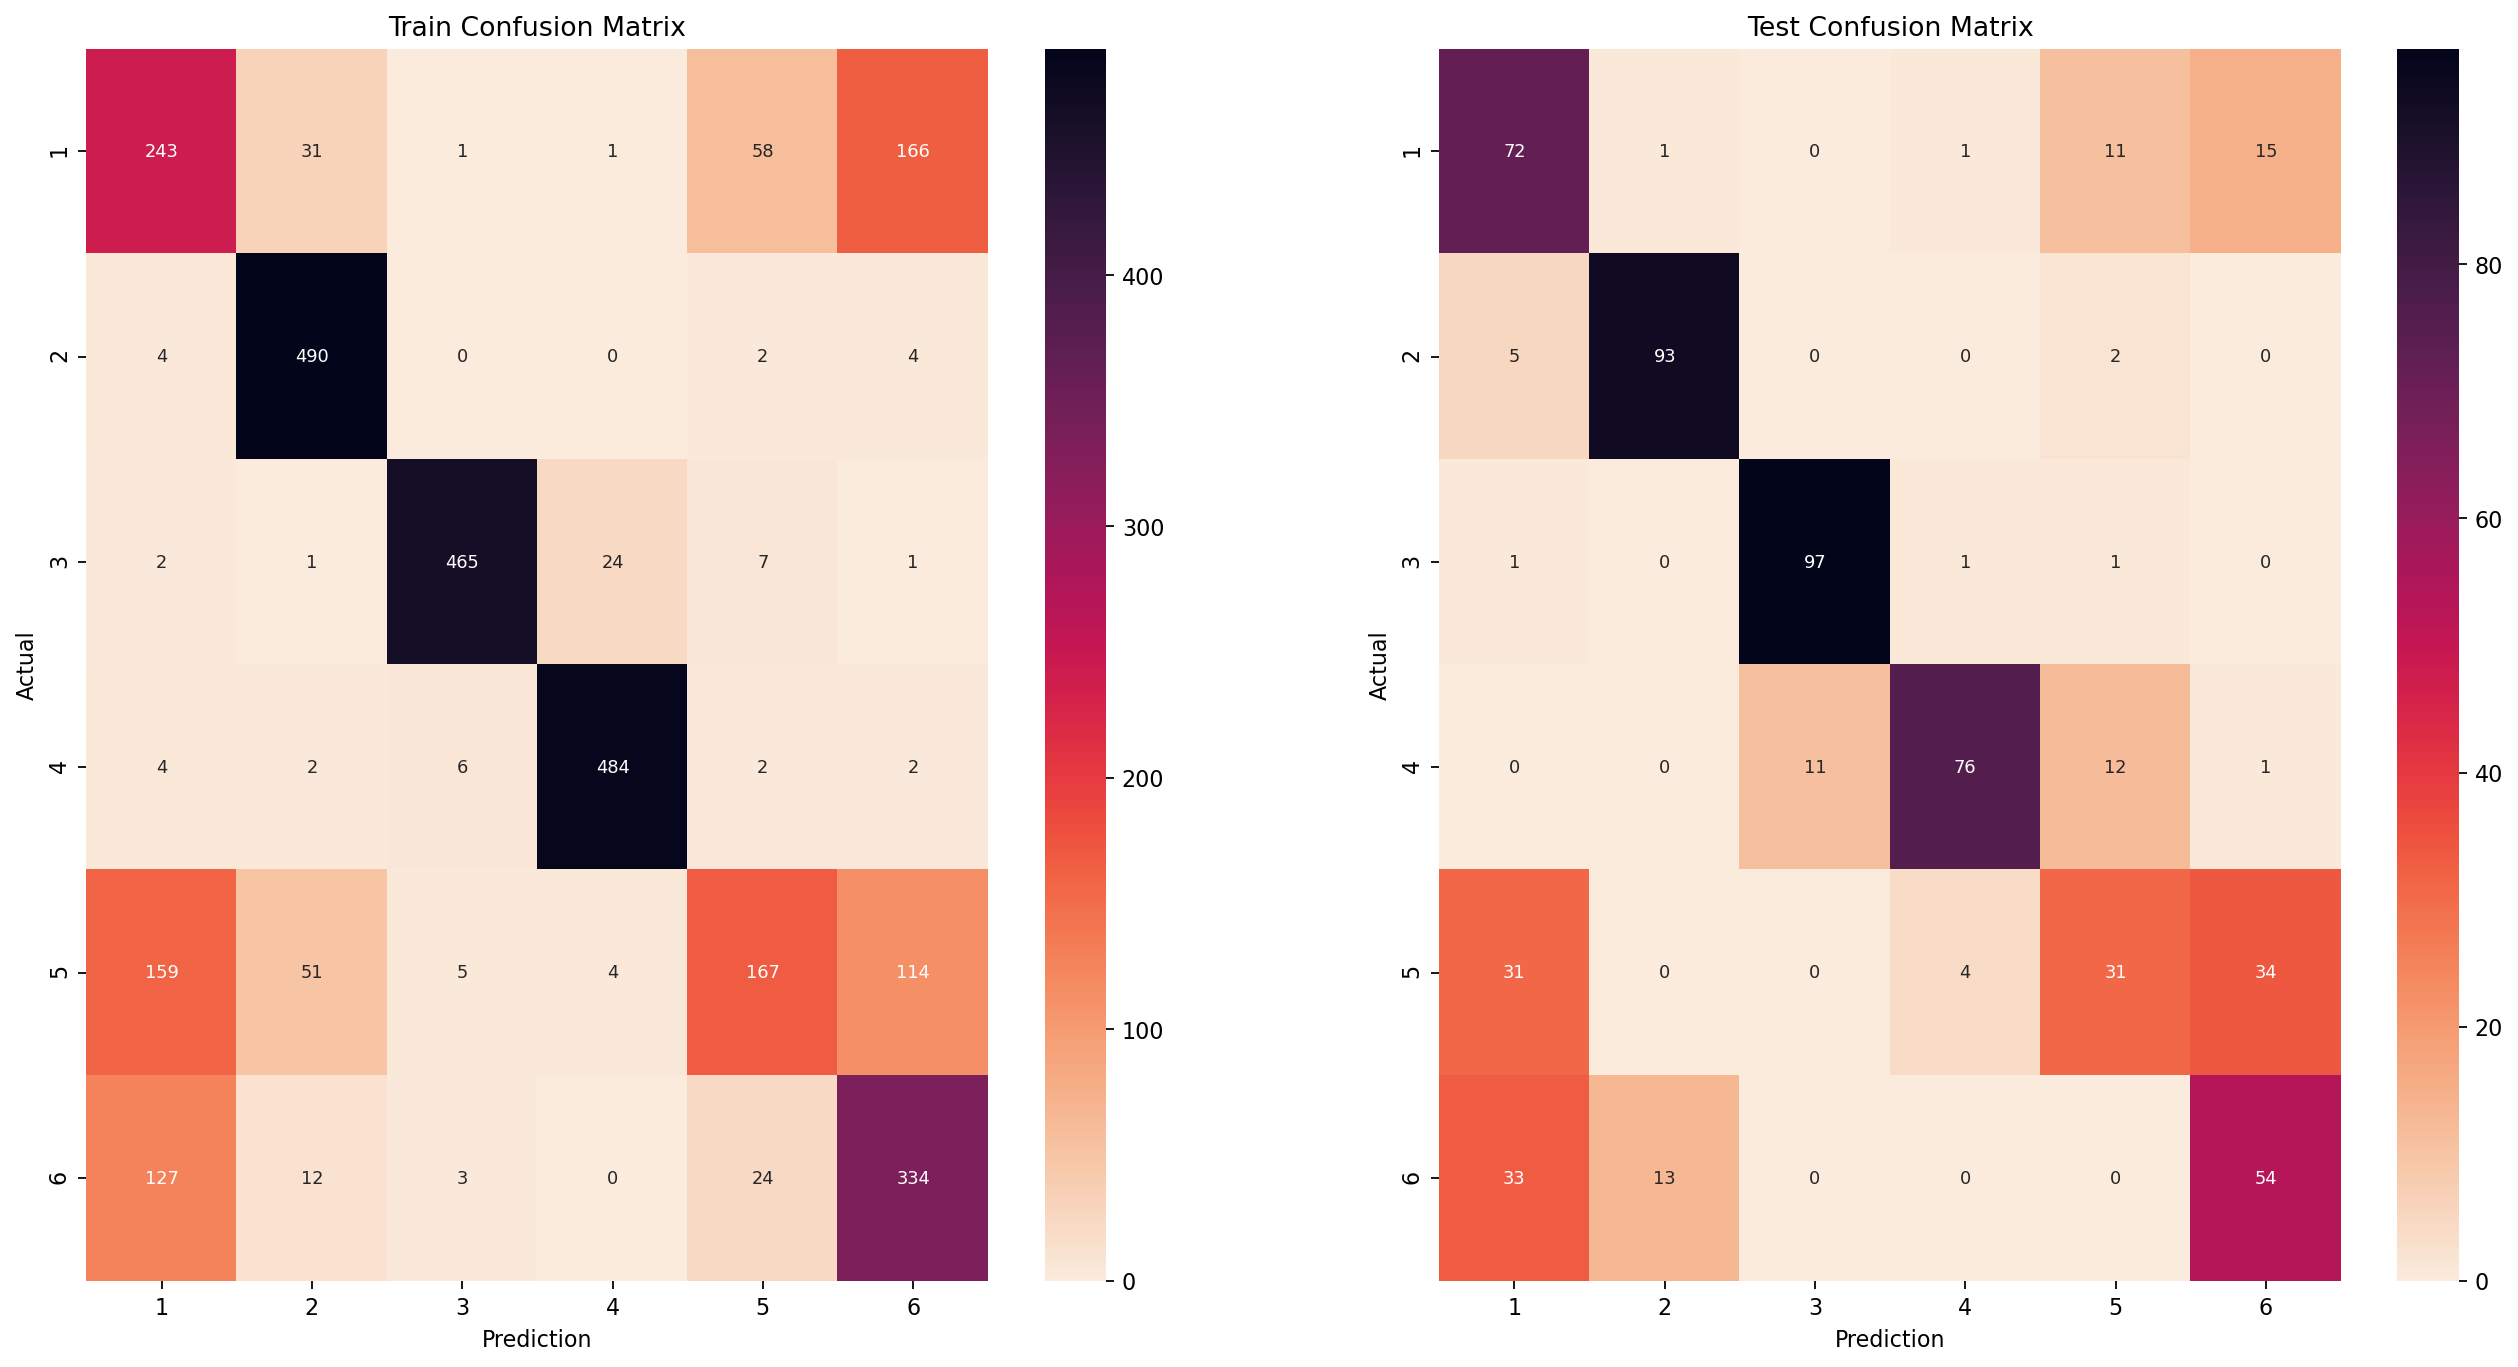 Train Confusion Matrix
1 243 31 1 1 58 166
2 4 490 0 0 2 4
3 2 1 465 24 7 1
4 4 2 6 484 2 2
5 159 51 5 4 167 114
6 127 12 3 0 24 334
1 2 3 4 5 6
Prediction
Actual
400
300
200
100
0
Test Confusion Matrix
1 72 1 0 1 11 15
2 5 93 0 0 2 0
3 1 0 97 1 1 0
4 0 0 11 76 12 1
5 31 0 0 4 31 34
6 33 13 0 0 0 54
1 2 3 4 5 6
Prediction
Actual
80
60
40
20
0